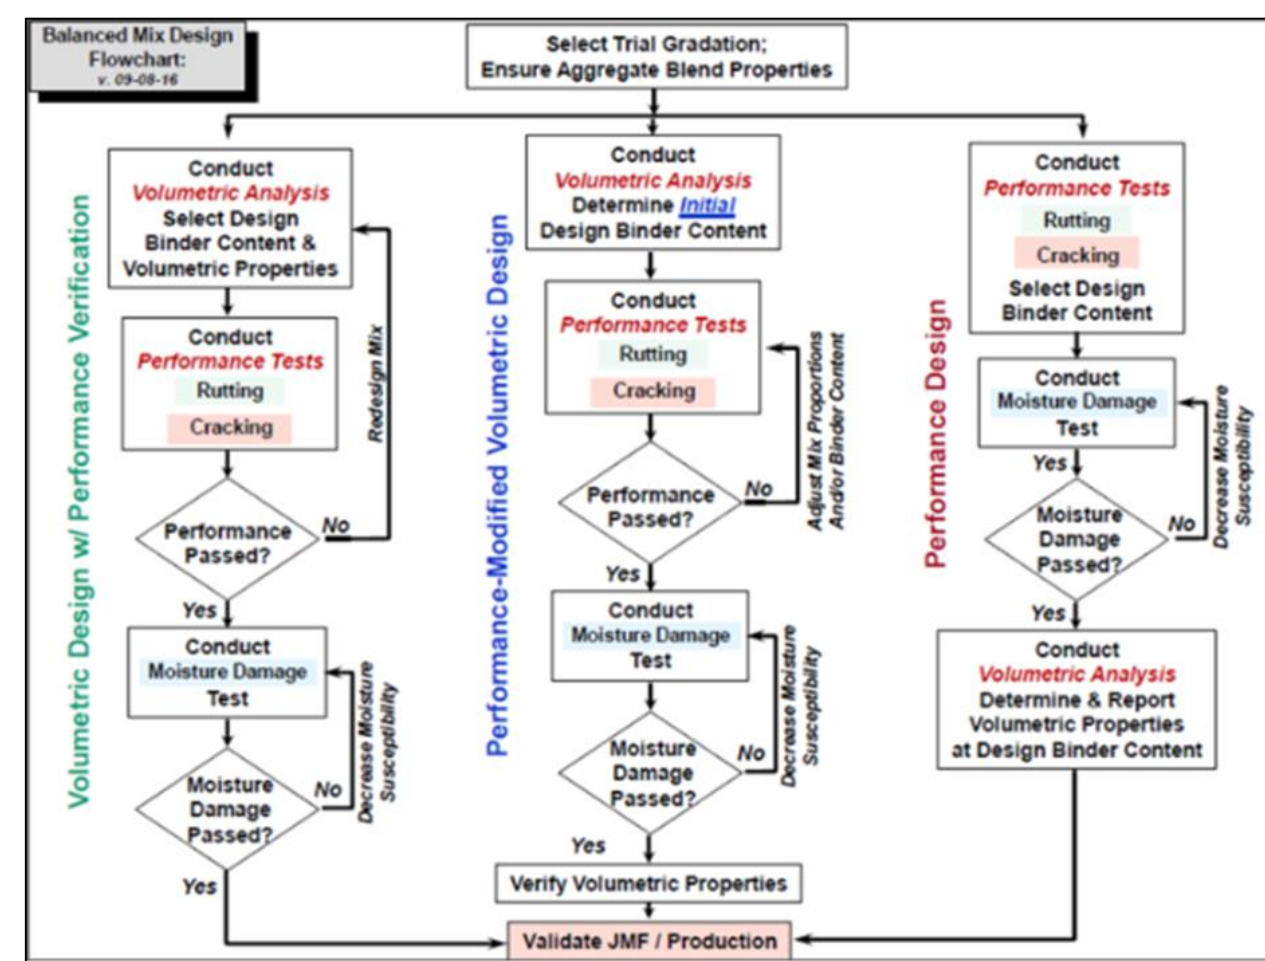 Balanced Mix Design
Flowchart:
v. 09-08-16
Select Trial Gradation;
Ensure Aggregate Blend Properties
Volumetric Design w/ Performance Verification
Conduct
Volumetric Analysis
Select Design
Binder Content &
Volumetric Properties
Conduct
Performance Tests
Rutting
Cracking
Redesign Mix
Performance
Passed?
No
Yes
Conduct
Moisture Damage
Test
Decrease Moisture
Susceptibility
Moisture
Damage
Passed?
No
Yes
Performance-Modified Volumetric Design
Conduct
Volumetric Analysis
Determine Initial
Design Binder Content
Conduct
Performance Tests
Rutting
Cracking
Adjust Mix Proportions
And/or Binder Content
Performance
Passed?
No
Yes
Conduct
Moisture Damage
Test
Decrease Moisture
Susceptibility
Moisture
Damage
Passed?
No
Yes
Verify Volumetric Properties
Performance Design
Conduct
Performance Tests
Rutting
Cracking
Select Design
Binder Content
Conduct
Moisture Damage
Test
Decrease Moisture
Susceptibility
Yes
Moisture
Damage
Passed?
No
Yes
Conduct
Volumetric Analysis
Determine & Report
Volumetric Properties
at Design Binder Content
Validate JMF / Production